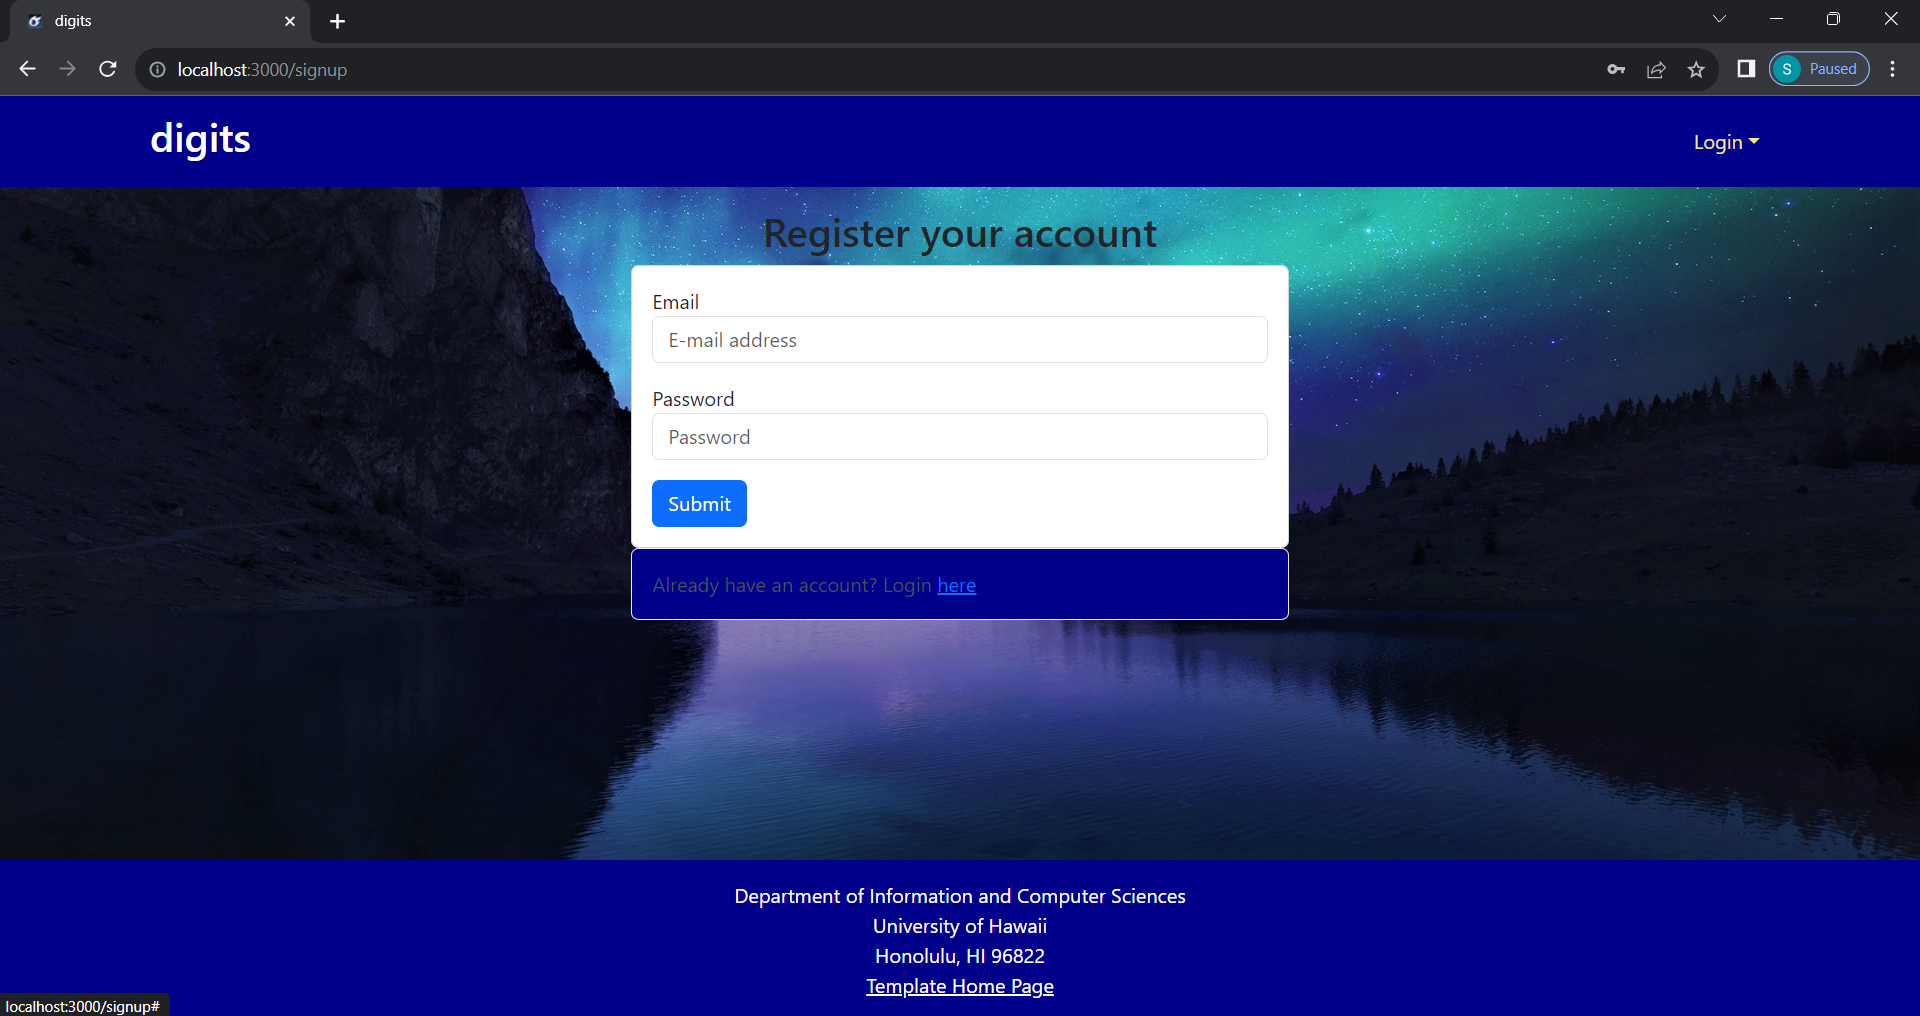 digits
localhost:3000/signup
S Paused
digits
Login
Register your account
Email
E-mail address
Password
Password
Submit
Already have an account? Login here
Department of Information and Computer Sciences
University of Hawaii
Honolulu, HI 96822
Template Home Page
localhost:3000/signup#